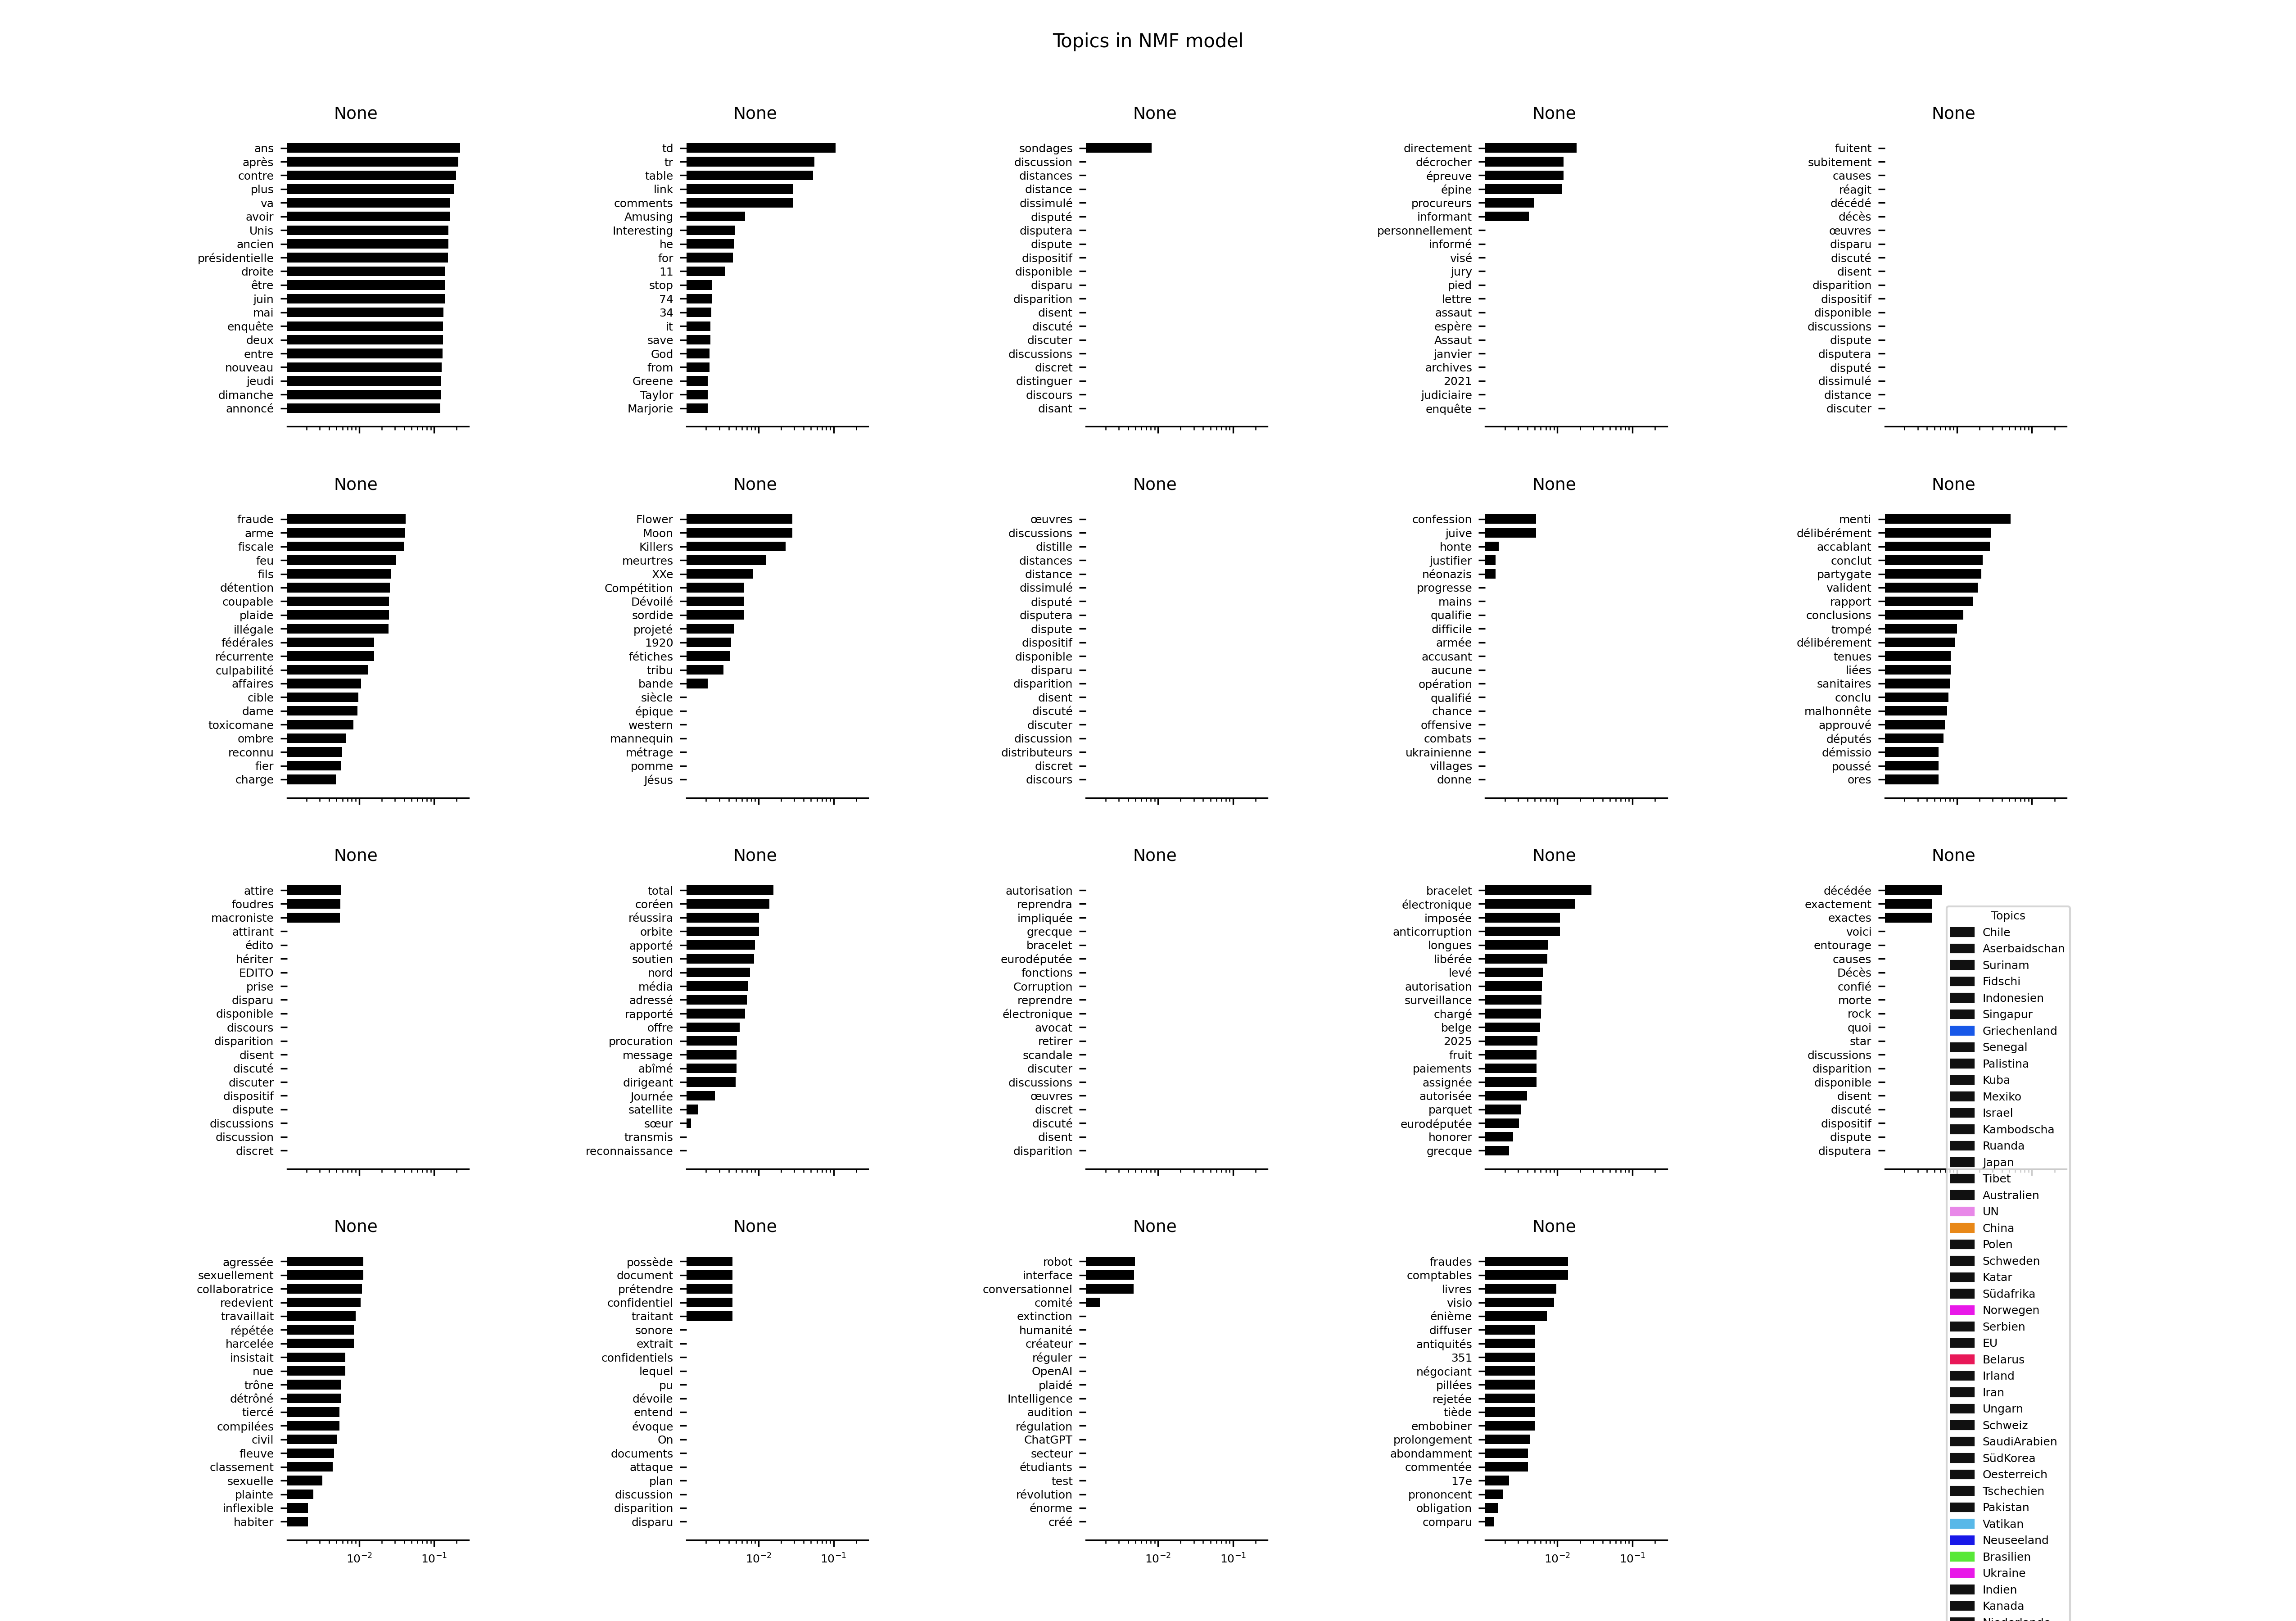 Topics in NMF model
None
ans
après
contre
plus
va
avoir
Unis
ancien
présidentielle
droite
être
juin
mai
enquête
deux
entre
nouveau
jeudi
dimanche
annoncé
None
td
tr
table
link
comments
Amusing
Interesting
he
for
11
stop
74
34
it
save
God
from
Greene
Taylor
Marjorie
None
sondages
discussion
distances
distance
dissimulé
disputé
disputera
dispute
dispositif
disponible
disparu
disparition
disent
discuté
discuter
discussions
discret
distinguer
discours
disant
None
directement
décrocher
épreuve
épine
procureurs
informant
personnellement
informé
visé
jury
pied
lettre
assaut
espère
Assaut
janvier
archives
2021
judiciaire
enquête
None
fuitent
subitement
causes
réagit
décédé
décès
œuvres
disparu
discuté
disent
disparition
dispositif
disponible
discussions
dispute
disputera
disputé
dissimulé
distance
discuter
None
fraude
arme
fiscale
feu
fils
détention
coupable
plaide
illégale
fédérales
récurrente
culpabilité
affaires
cible
dame
toxicomane
ombre
reconnu
fier
charge
None
Flower
Moon
Killers
meurtres
XXe
Compétition
Dévoilé
sordide
projeté
1920
fétiches
tribu
bande
siècle
épique
western
mannequin
métrage
pomme
Jésus
None
œuvres
discussions
distille
distances
distance
dissimulé
disputé
disputera
dispute
dispositif
disponible
disparu
disparition
disent
discuté
discuter
discussion
distributeurs
discret
discours
None
confession
juive
honte
justifier
néonazis
progresse
mains
qualifie
difficile
armée
accusant
aucune
opération
qualifié
chance
offensive
combats
ukrainienne
villages
donne
None
menti
délibérément
accablant
conclut
partygate
valident
rapport
conclusions
trompé
délibérement
tenues
liées
sanitaires
conclu
malhonnête
approuvé
députés
démissio
poussé
ores
None
attire
foudres
macroniste
attirant
édito
hériter
EDITO
prise
disparu
disponible
discours
disparition
disent
discuté
discuter
dispositif
dispute
discussions
discussion
discret
None
total
coréen
réussira
orbite
apporté
soutien
nord
média
adressé
rapporté
offre
procuration
message
abîmé
dirigeant
Journée
satellite
sœur
transmis
reconnaissance
None
autorisation
reprendra
impliquée
grecque
bracelet
eurodéputée
fonctions
Corruption
reprendre
électronique
avocat
retirer
scandale
discuter
discussions
œuvres
discret
discuté
disent
disparition
None
bracelet
électronique
imposée
anticorruption
longues
libérée
levé
autorisation
surveillance
chargé
belge
2025
fruit
paiements
assignée
autorisée
parquet
eurodéputée
honorer
grecque
None
décédée
exactement
exactes
voici
entourage
causes
Décès
confié
morte
rock
quoi
star
discussions
disparition
disponible
disent
discuté
dispositif
dispute
disputera
None
agressée
sexuellement
collaboratrice
redevient
travaillait
répétée
harcelée
insistait
nue
trône
détrôné
tiercé
compilées
civil
fleuve
classement
sexuelle
plainte
inflexible
habiter
10⁻² 10⁻¹
None
possède
document
prétendre
confidentiel
traitant
sonore
extrait
confidentiels
lequel
pu
dévoile
entend
évoque
On
documents
attaque
plan
discussion
disparition
disparu
10⁻² 10⁻¹
None
robot
interface
conversationnel
comité
extinction
humanité
créateur
réguler
OpenAI
plaidé
Intelligence
audition
régulation
ChatGPT
secteur
étudiants
test
révolution
énorme
créé
10⁻² 10⁻¹
None
fraudes
comptables
livres
visio
énième
diffuser
antiquités
351
négociant
pillées
rejetée
tiède
embobiner
prolongement
abondamment
commentée
17e
prononcent
obligation
comparu
10⁻² 10⁻¹
Topics
Chile
Aserbaidschan
Surinam
Fidschi
Indonesien
Singapur
Griechenland
Senegal
Palistina
Kuba
Mexiko
Israel
Kambodscha
Ruanda
Japan
Tibet
Australien
UN
China
Polen
Schweden
Katar
Südafrika
Norwegen
Serbien
EU
Belarus
Irland
Iran
Ungarn
Schweiz
SaudiArabien
SüdKorea
Oesterreich
Tschechien
Pakistan
Vatikan
Neuseeland
Brasilien
Ukraine
Indien
Kanada